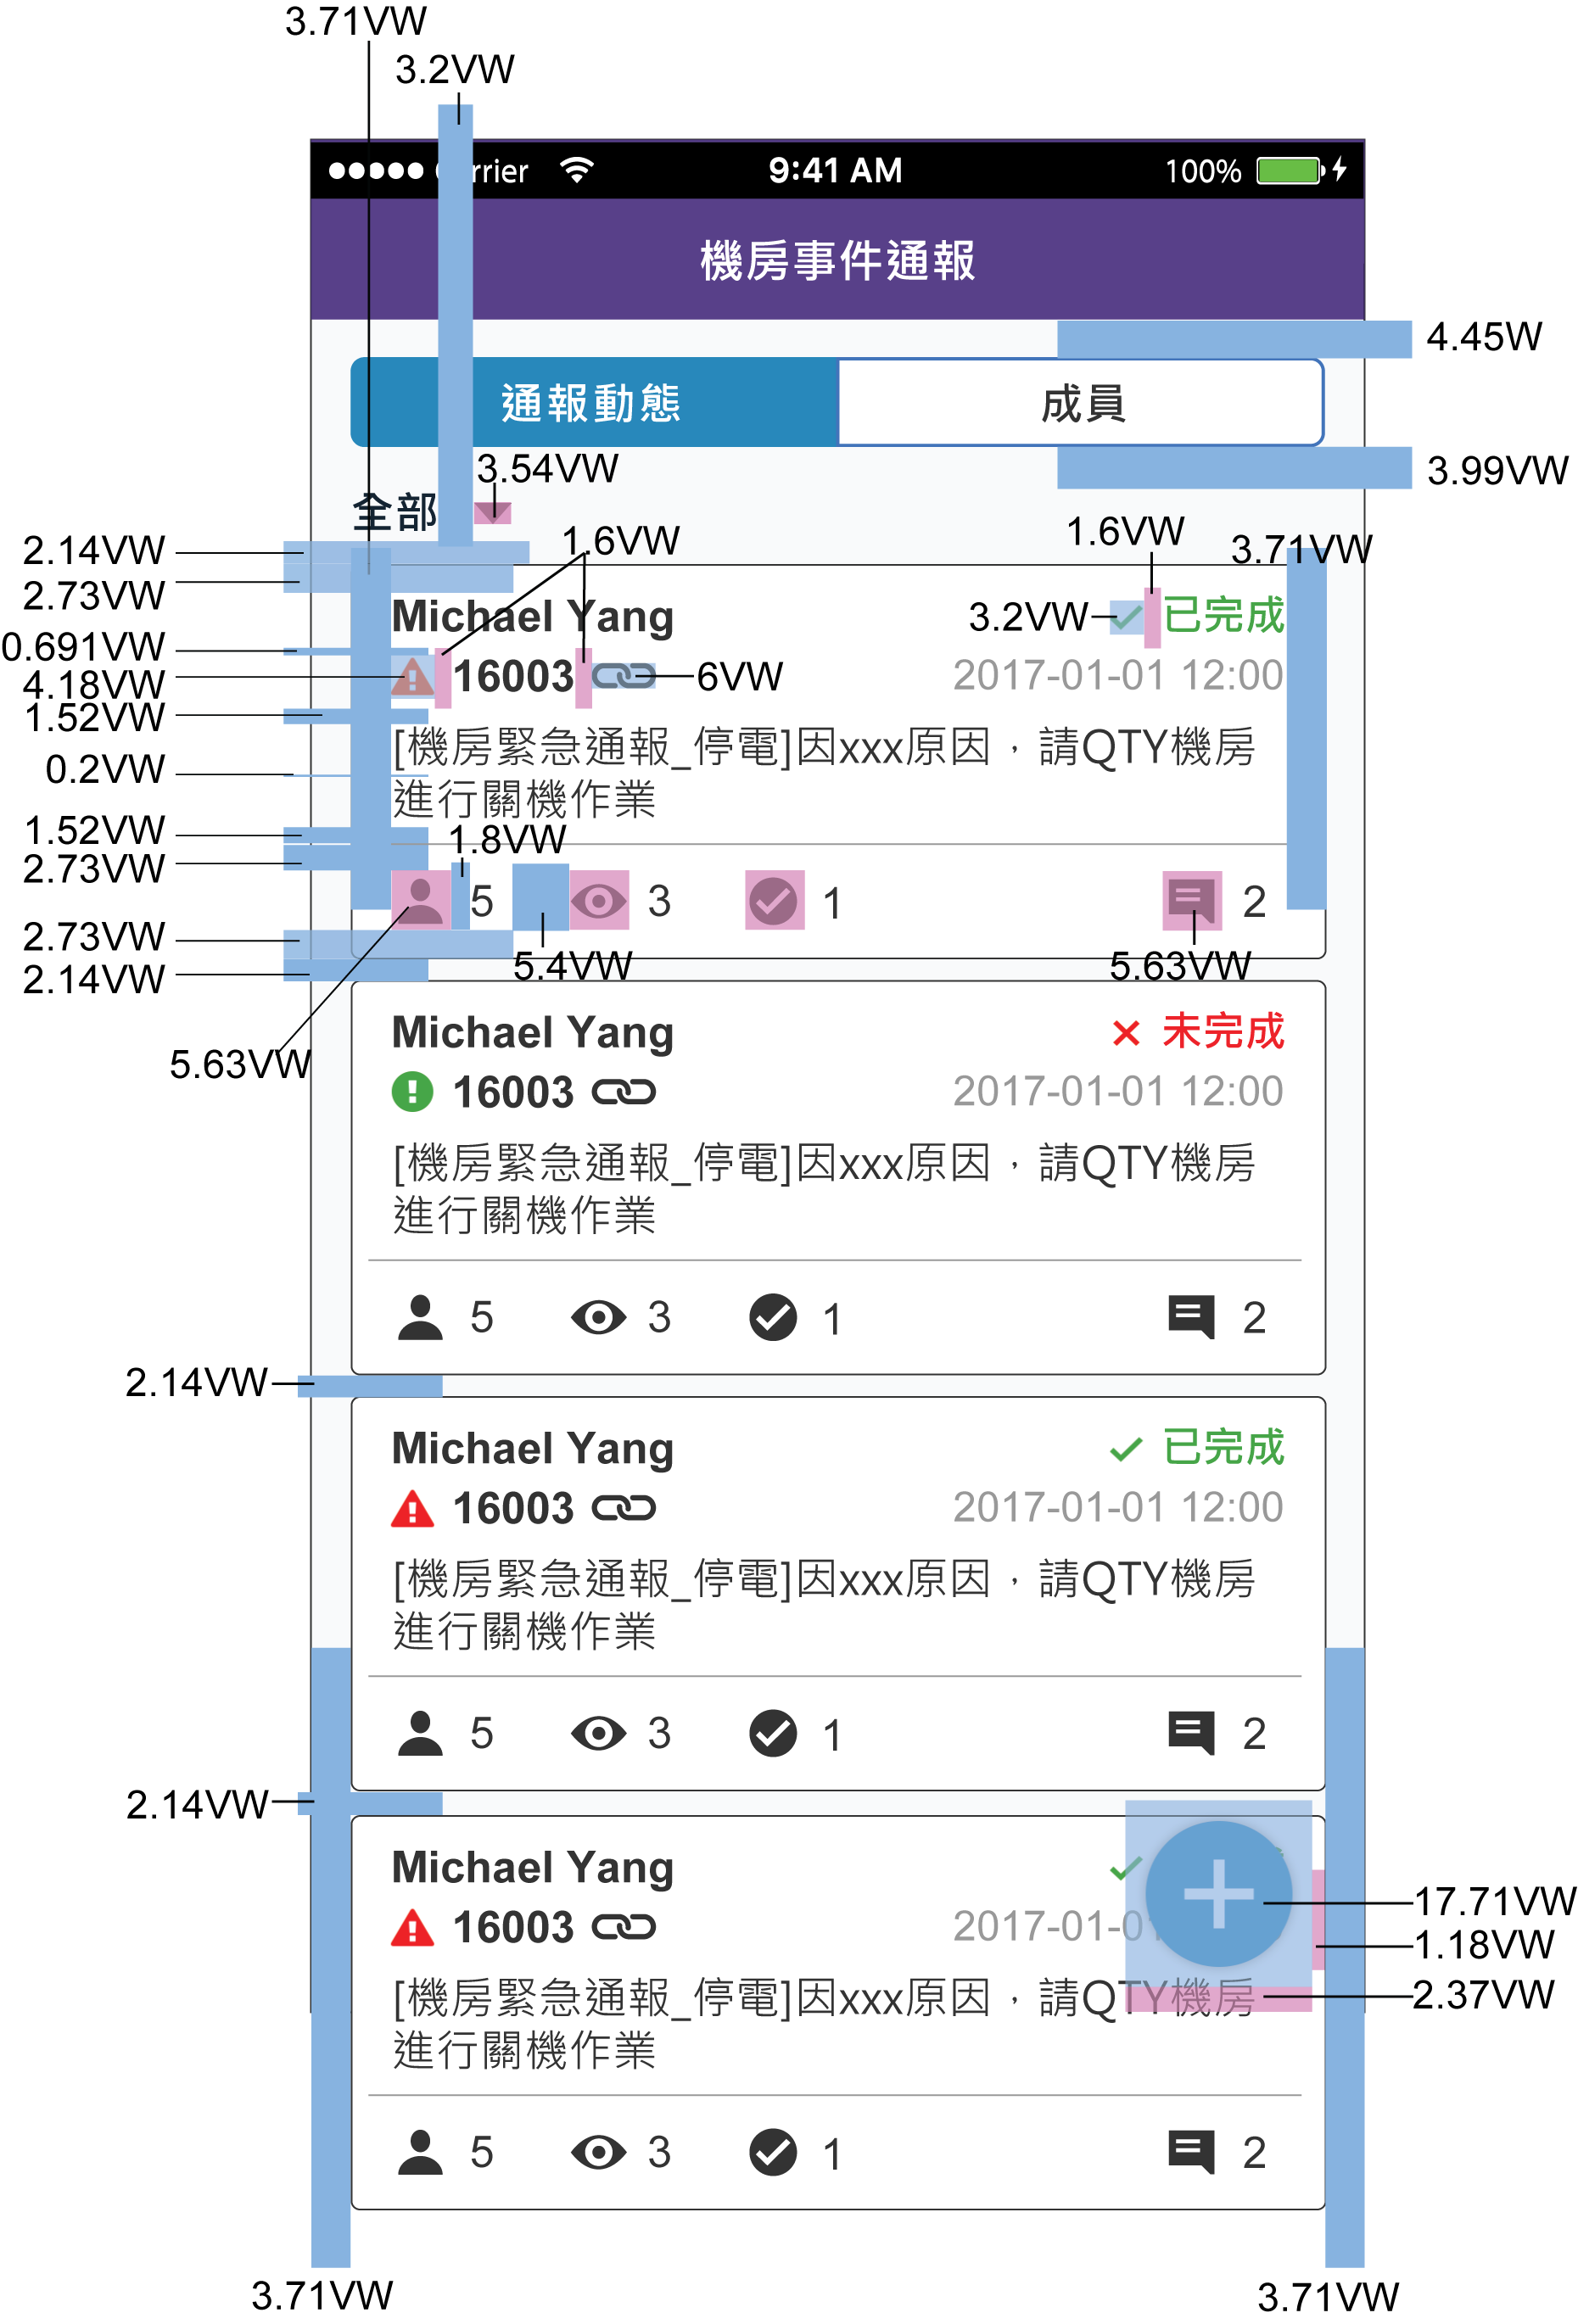 3.71VW
3.2VW
rrier
9:41 AM
100%
機房事件通報
4.45W
通報動態
成員
3.99VW
3.54VW
全部
1.6VW
1.6VW
3.71VW
2.14VW
2.73VW
Michael Yang
3.2VW
已完成
0.691VW
4.18VW
16003
6VW
2017-01-01 12:00
1.52VW
[機房緊急通報_停電]因xxx原因，請QTY機房
0.2VW
進行關機作業
1.52VW
1.8VW
2.73VW
5
3
1
2
2.73VW
5.4VW
5.63VW
2.14VW
5.63VW
Michael Yang
未完成
16003
2017-01-01 12:00
[機房緊急通報_停電]因xxx原因，請QTY機房
進行關機作業
5
3
1
2
2.14VW
Michael Yang
已完成
16003
2017-01-01 12:00
[機房緊急通報_停電]因xxx原因，請QTY機房
進行關機作業
5
3
1
2
2.14VW
Michael Yang
17.71VW
16003
2017-01-0
1.18VW
[機房緊急通報_停電]因xxx原因，請QTY機房
2.37VW
進行關機作業
5
3
1
2
3.71VW
3.71VW